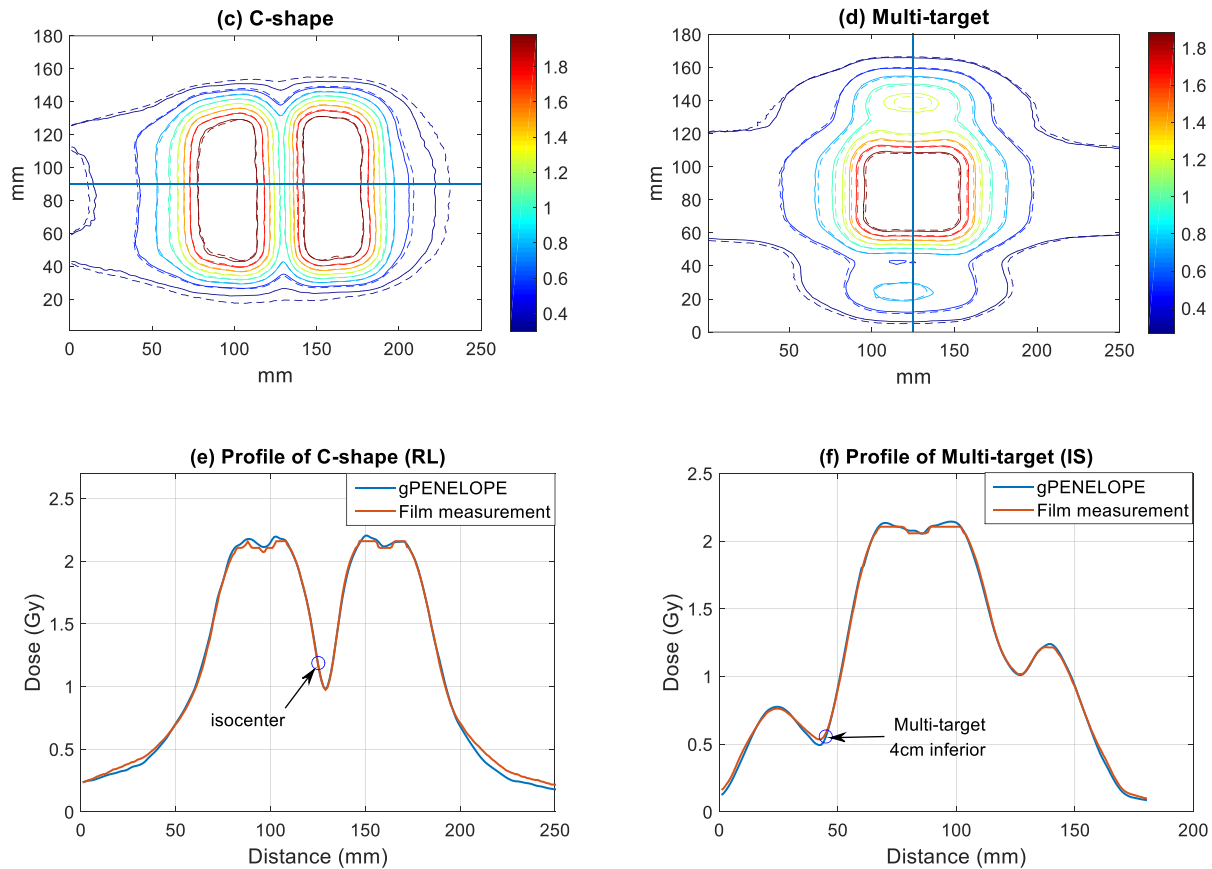 (c) C-shape
180
160
140
120
100
80
60
40
20
mm
0 50 100 150 200 250
mm
1.8
1.6
1.4
1.2
1
0.8
0.6
0.4
(d) Multi-target
180
160
140
120
100
80
60
40
20
0
mm
50 100 150 200 250
mm
1.8
1.6
1.4
1.2
1
0.8
0.6
0.4
(e) Profile of C-shape (RL)
gPENELOPE
Film measurement
2.5
2
1.5
1
0.5
0
Dose (Gy)
isocenter
0 50 100 150 200 250
Distance (mm)
(f) Profile of Multi-target (IS)
gPENELOPE
Film measurement
2.5
2
1.5
1
0.5
0
Dose (Gy)
Multi-target
4cm inferior
0 50 100 150 200
Distance (mm)